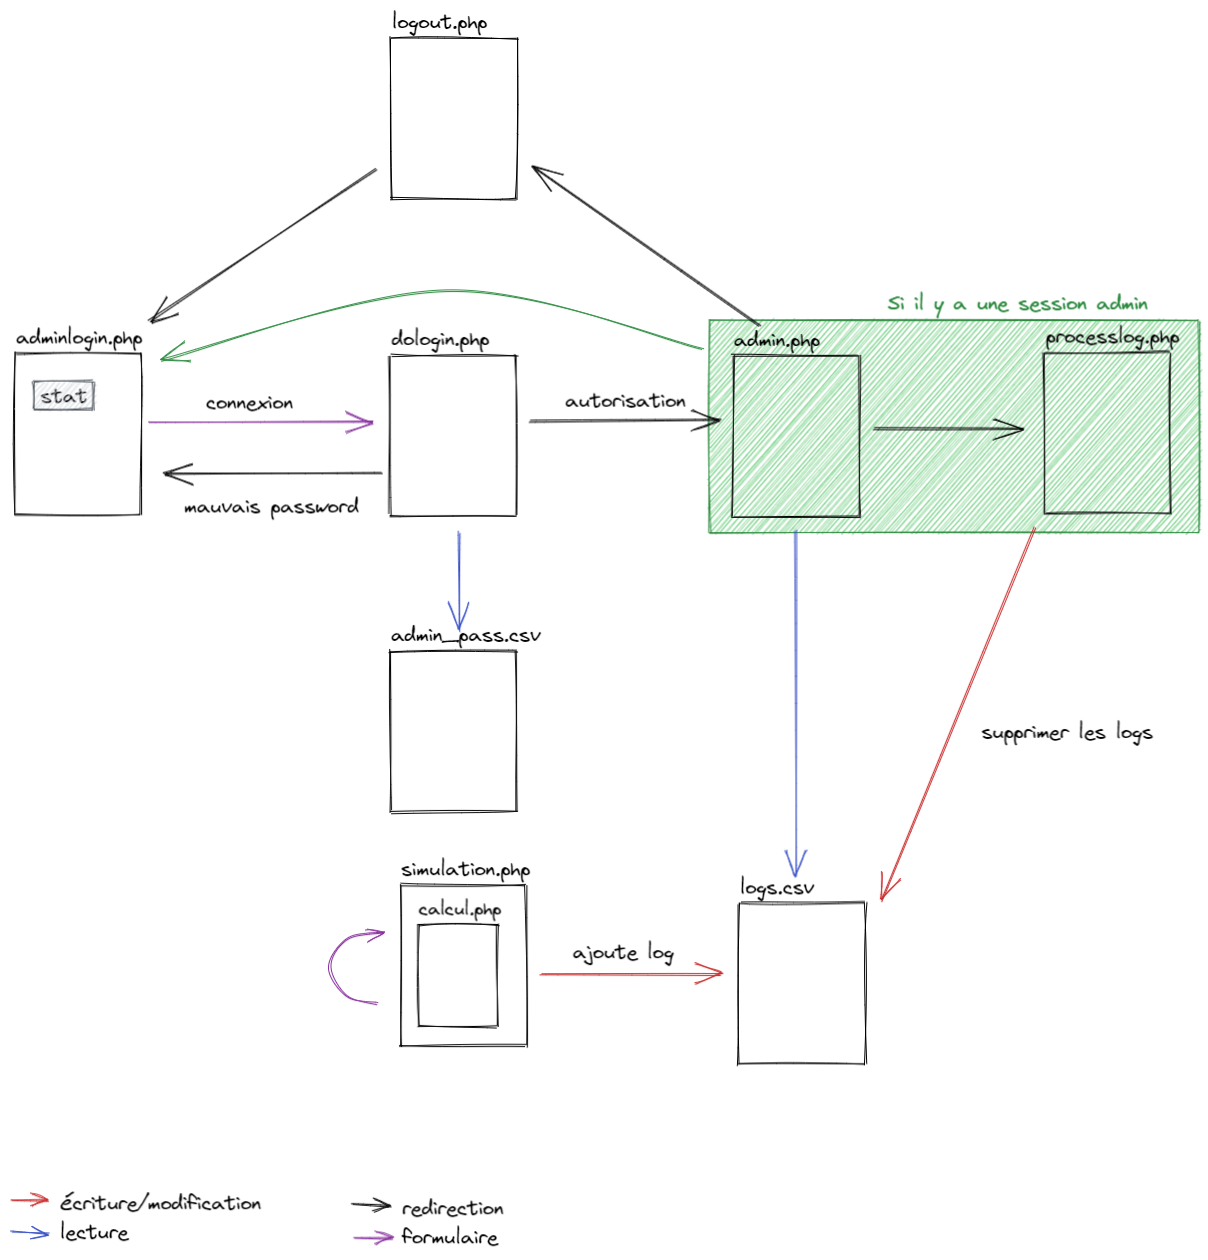 logout.php
Si il y a une session admin
adminlogin.php
dologin.php
admin.php
processlog.php
stat
connexion
autorisation
mauvais password
admin_pass.csv
supprimer les logs
simulation.php
logs.csv
calcul.php
ajoute log
écriture/modification
redirection
lecture
formulaire